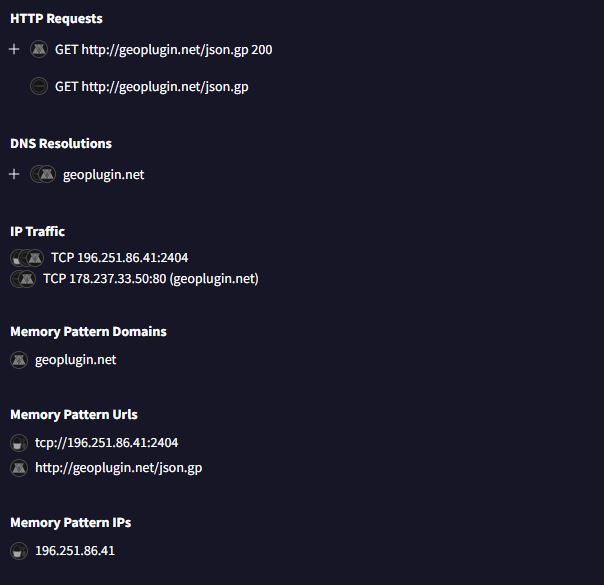 HTTP Requests
GET http://geoplugin.net/json.gp 200
GET http://geoplugin.net/json.gp
DNS Resolutions
geoplugin.net
IP Traffic
TCP 196.251.86.41:2404
TCP 178.237.33.50:80 (geoplugin.net)
Memory Pattern Domains
geoplugin.net
Memory Pattern Urls
tcp://196.251.86.41:2404
http://geoplugin.net/json.gp
Memory Pattern IPs
196.251.86.41